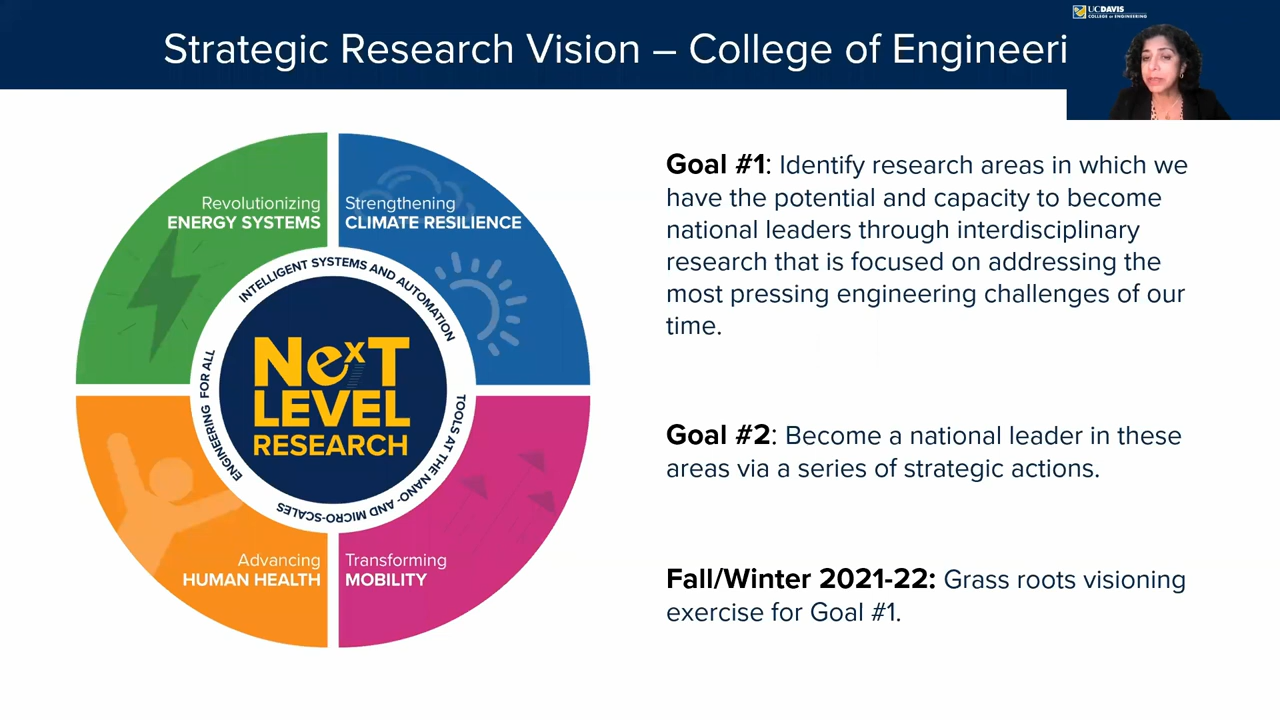 UCDAVIS
COLLEGE of ENGINEERING
Strategic Research Vision – College of Engineeri
Revolutionizing
ENERGY SYSTEMS
Strengthening
CLIMATE RESILIENCE
INTELLIGENT SYSTEMS AND AUTOMATION
TOOLS AT THE NANO- AND MICRO-SCALES
ENGINEERING FOR ALL
NexT
LEVEL
RESEARCH
Advancing
HUMAN HEALTH
Transforming
MOBILITY
Goal #1: Identify research areas in which we
have the potential and capacity to become
national leaders through interdisciplinary
research that is focused on addressing the
most pressing engineering challenges of our
time.
Goal #2: Become a national leader in these
areas via a series of strategic actions.
Fall/Winter 2021-22: Grass roots visioning
exercise for Goal #1.